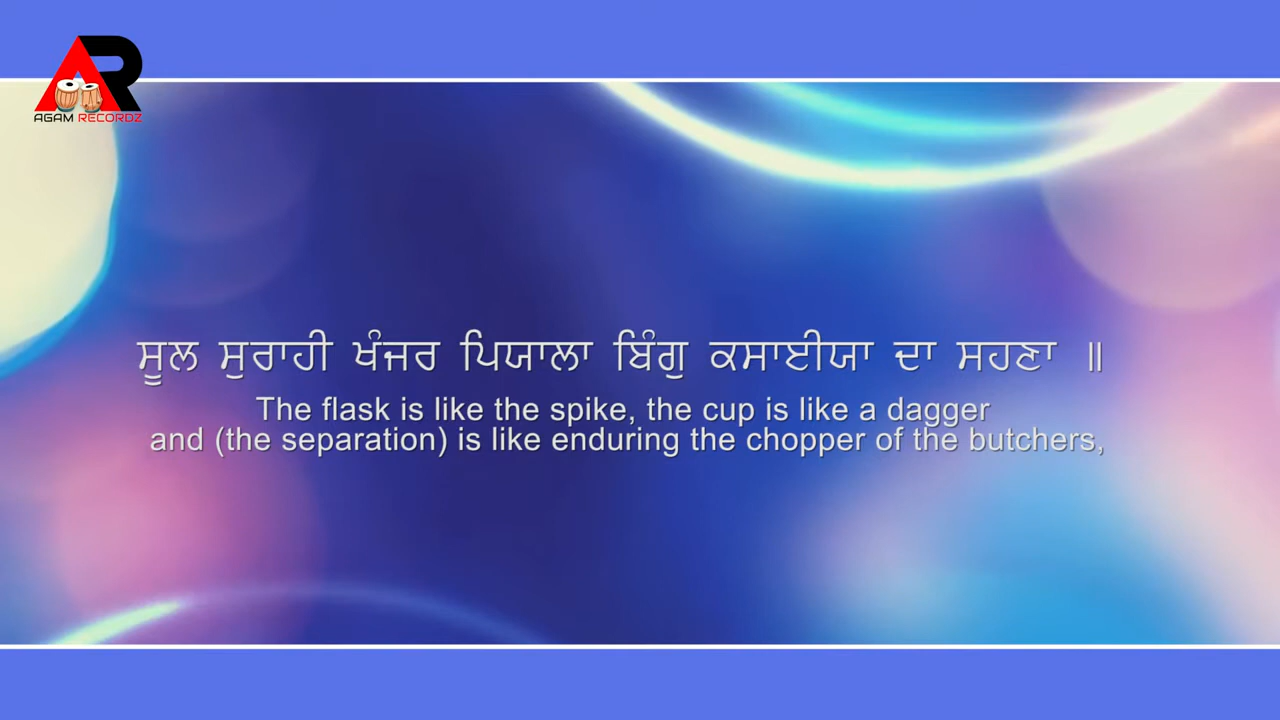 AGAM RECORDZ
ਸੂਲ ਸੁਰਾਹੀ ਖੰਜਰ ਪਿਯਾਲਾ ਬਿੰਗੁ ਕਸਾਈਯਾ ਦਾ ਸਹਣਾ ॥
The flask is like the spike, the cup is like a dagger
and (the separation) is like enduring the chopper of the butchers,